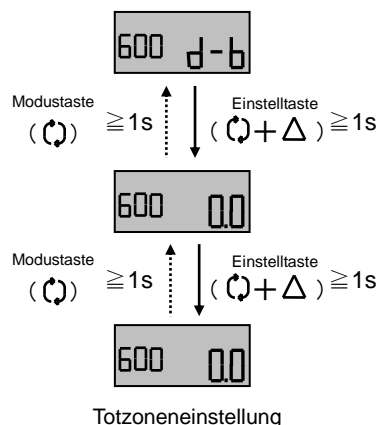 600 d-b
Modustaste ≧1s Einstelltaste ≧1s
( ) ( + △ )
600 0.0
Modustaste ≧1s Einstelltaste ≧1s
( ) ( + △ )
600 0.0
Totzoneneinstellung